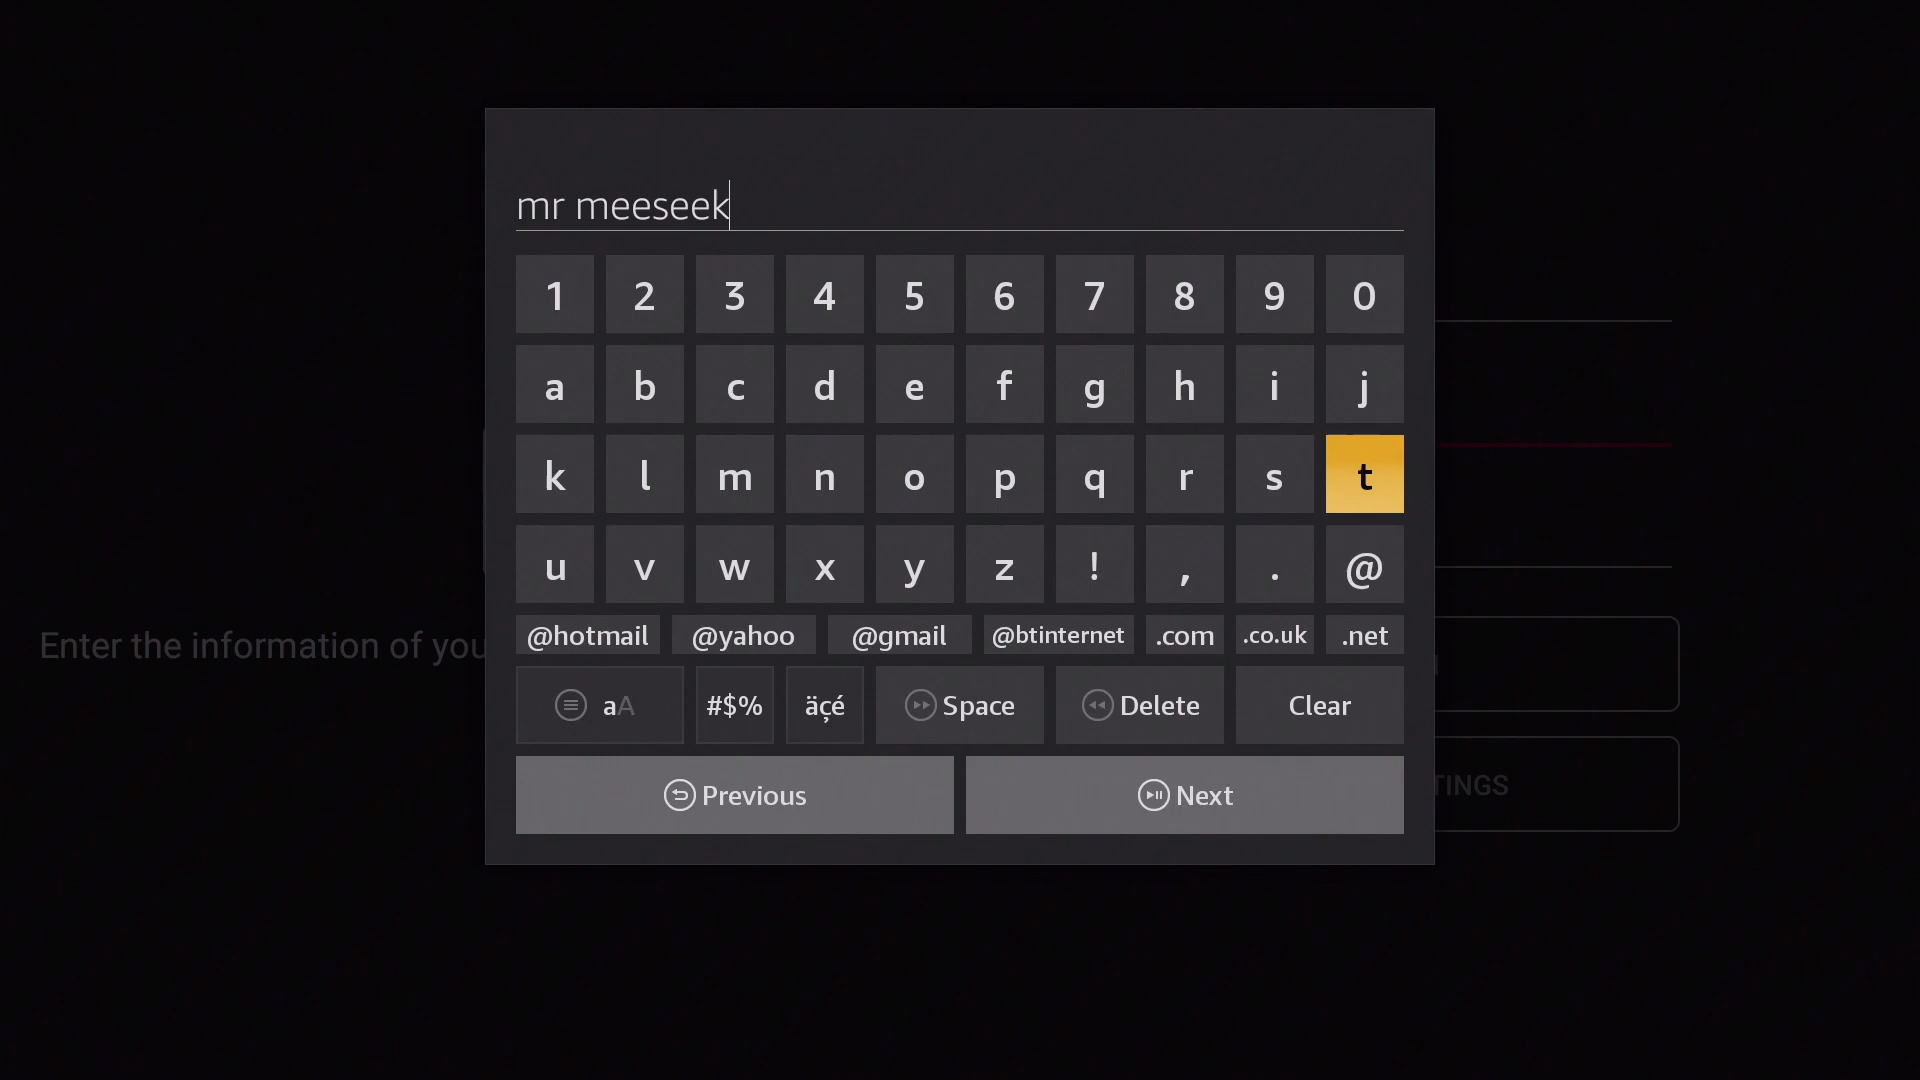 mr meeseek
1 2 3 4 5 6 7 8 9 0
a b c d e f g h i j
k l m n o p q r s t
u v w x y z ! , . @
@hotmail @yahoo @gmail @btinternet .com .co.uk .net
Enter the information of you
aA #$% äçé Space Delete Clear
TINGS
Previous Next